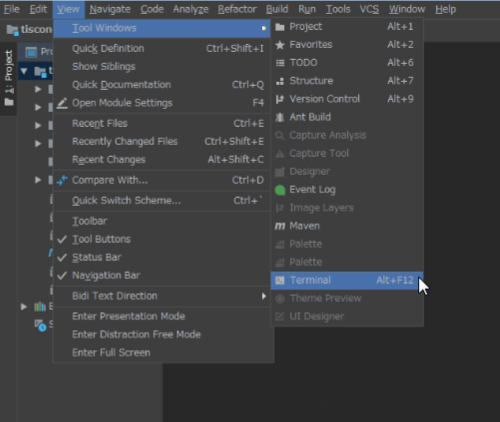 File Edit View Navigate Code Analyze Refactor Build Run Tools VCS Window Help
tiscon
Pro
1: Project
Tool Windows
Quick Definition Ctrl+Shift+I
Show Siblings
Quick Documentation Ctrl+Q
Open Module Settings F4
Recent Files Ctrl+E
Recently Changed Files Ctrl+Shift+E
Recent Changes Alt+Shift+C
Compare With... Ctrl+D
Quick Switch Scheme... Ctrl+`
Toolbar
Tool Buttons
Status Bar
Navigation Bar
Bidi Text Direction
Enter Presentation Mode
Enter Distraction Free Mode
Enter Full Screen
Project Alt+1
Favorites Alt+2
TODO Alt+6
Structure Alt+7
Version Control Alt+9
Ant Build
Capture Analysis
Capture Tool
Designer
Event Log
Image Layers
Maven
Palette
Palette
Terminal Alt+F12
Theme Preview
UI Designer